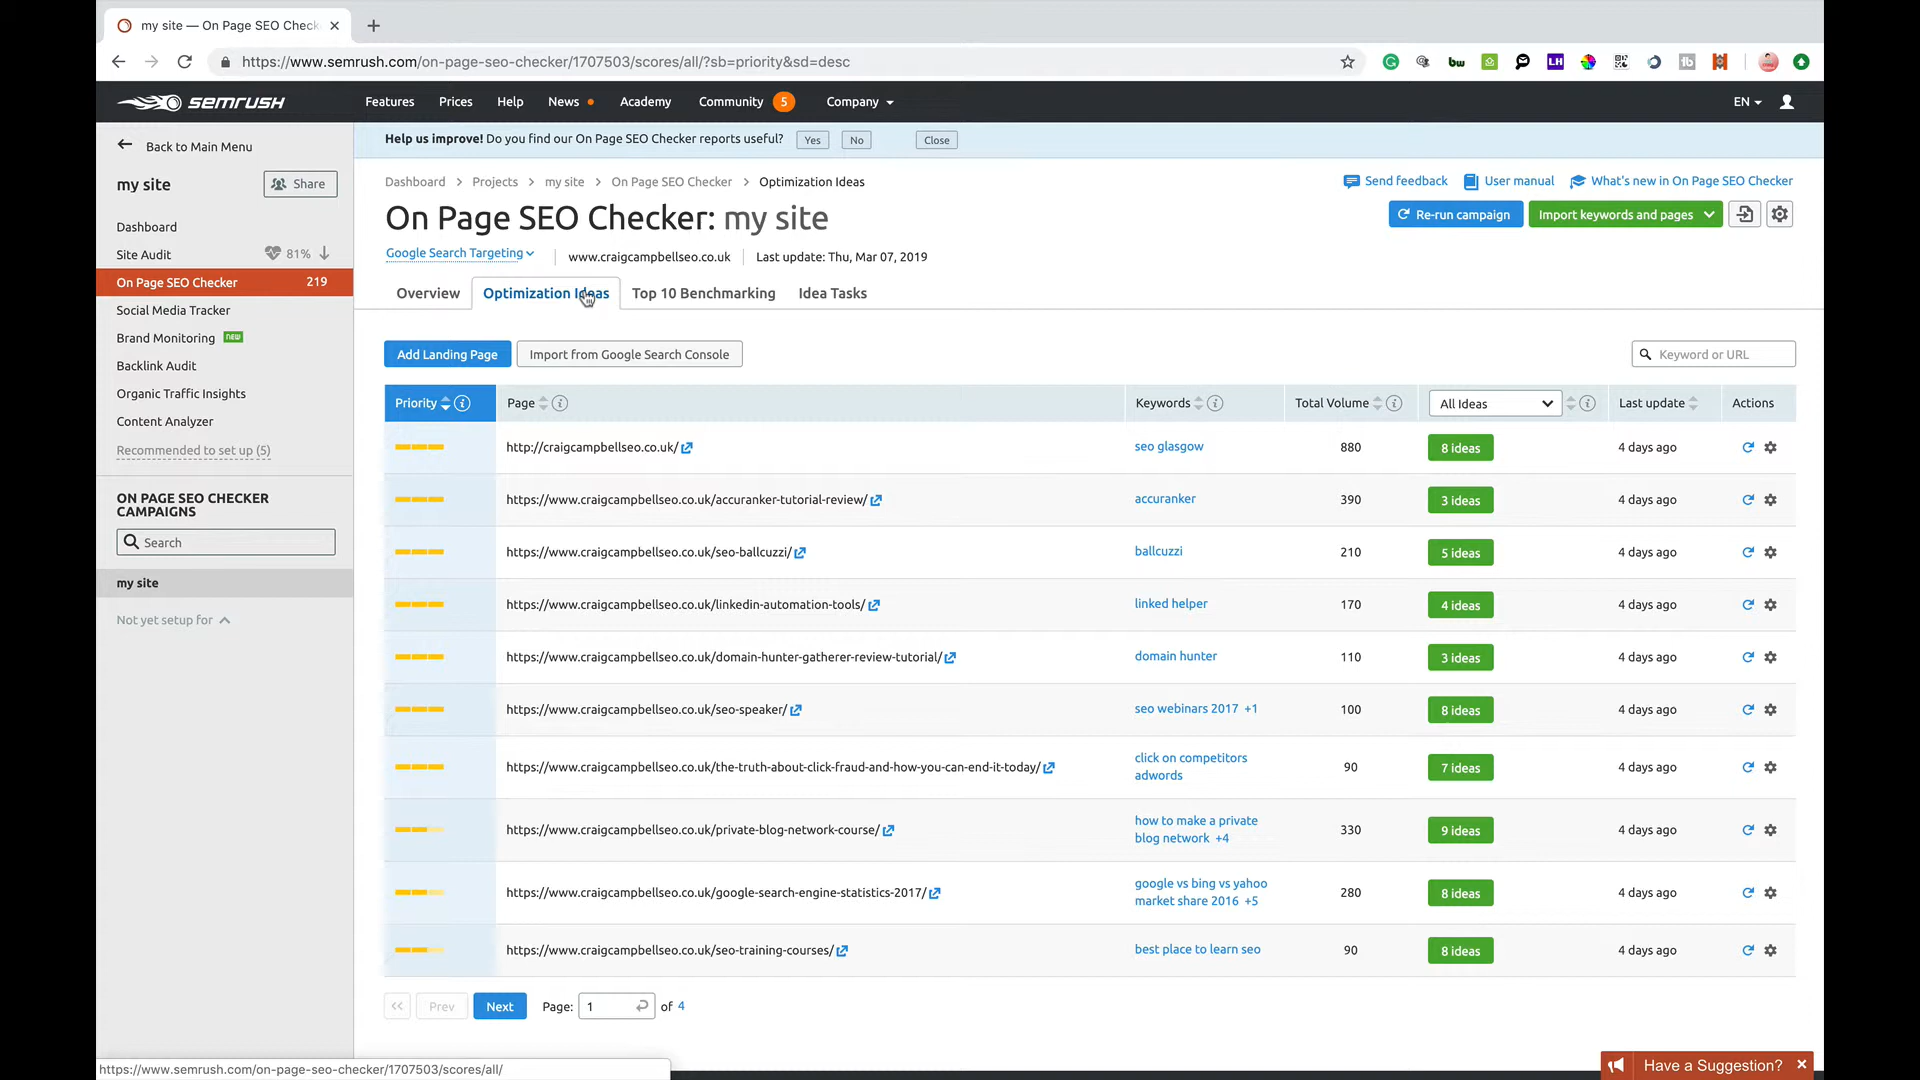 my site — On Page SEO Check
https://www.semrush.com/on-page-seo-checker/1707503/scores/all/?sb=priority&sd=desc
bw
LH
tb
SEMRUSH
Features Prices Help News Academy Community 5 Company
EN
Back to Main Menu
my site
Share
Dashboard
Site Audit 81%
On Page SEO Checker 219
Social Media Tracker
Brand Monitoring NEW
Backlink Audit
Organic Traffic Insights
Content Analyzer
Recommended to set up (5)
ON PAGE SEO CHECKER
CAMPAIGNS
Search
my site
Not yet setup for
Help us improve! Do you find our On Page SEO Checker reports useful? Yes No Close
Dashboard > Projects > my site > On Page SEO Checker > Optimization Ideas
Send feedback User manual What's new in On Page SEO Checker
On Page SEO Checker: my site
Re-run campaign Import keywords and pages
Google Search Targeting www.craigcampbellseo.co.uk Last update: Thu, Mar 07, 2019
Overview Optimization Ideas Top 10 Benchmarking Idea Tasks
Add Landing Page Import from Google Search Console Keyword or URL
Priority Page Keywords Total Volume All Ideas Last update Actions
http://craigcampbellseo.co.uk/ seo glasgow 880 8 ideas 4 days ago
https://www.craigcampbellseo.co.uk/accuranker-tutorial-review/ accuranker 390 3 ideas 4 days ago
https://www.craigcampbellseo.co.uk/seo-ballcuzzi/ ballcuzzi 210 5 ideas 4 days ago
https://www.craigcampbellseo.co.uk/linkedin-automation-tools/ linked helper 170 4 ideas 4 days ago
https://www.craigcampbellseo.co.uk/domain-hunter-gatherer-review-tutorial/ domain hunter 110 3 ideas 4 days ago
https://www.craigcampbellseo.co.uk/seo-speaker/ seo webinars 2017 +1 100 8 ideas 4 days ago
https://www.craigcampbellseo.co.uk/the-truth-about-click-fraud-and-how-you-can-end-it-today/ click on competitors
adwords 90 7 ideas 4 days ago
https://www.craigcampbellseo.co.uk/private-blog-network-course/ how to make a private
blog network +4 330 9 ideas 4 days ago
https://www.craigcampbellseo.co.uk/google-search-engine-statistics-2017/ google vs bing vs yahoo
market share 2016 +5 280 8 ideas 4 days ago
https://www.craigcampbellseo.co.uk/seo-training-courses/ best place to learn seo 90 8 ideas 4 days ago
Prev Next Page: 1 of 4
https://www.semrush.com/on-page-seo-checker/1707503/scores/all/
Have a Suggestion?